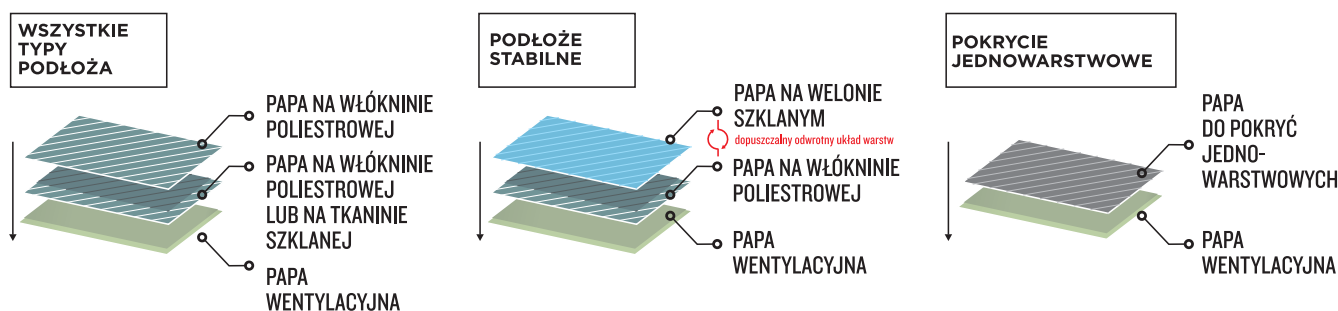 WSZYSTKIE
TYPY
PODŁOŻA
PAPA NA WŁÓKNINIE
POLIESTROWEJ
PAPA NA WŁÓKNINIE
POLIESTROWEJ
LUB NA TKANINIE
SZKLANEJ
PAPA
WENTYLACYJNA
PODŁOŻE
STABILNE
PAPA NA WELONIE
SZKLANYM
dopuszczalny odwrotny układ warstw
PAPA NA WŁÓKNINIE
POLIESTROWEJ
PAPA
WENTYLACYJNA
POKRYCIE
JEDNOWARSTWOWE
PAPA
DO POKRYĆ
JEDNO-
WARSTWOWYCH
PAPA
WENTYLACYJNA